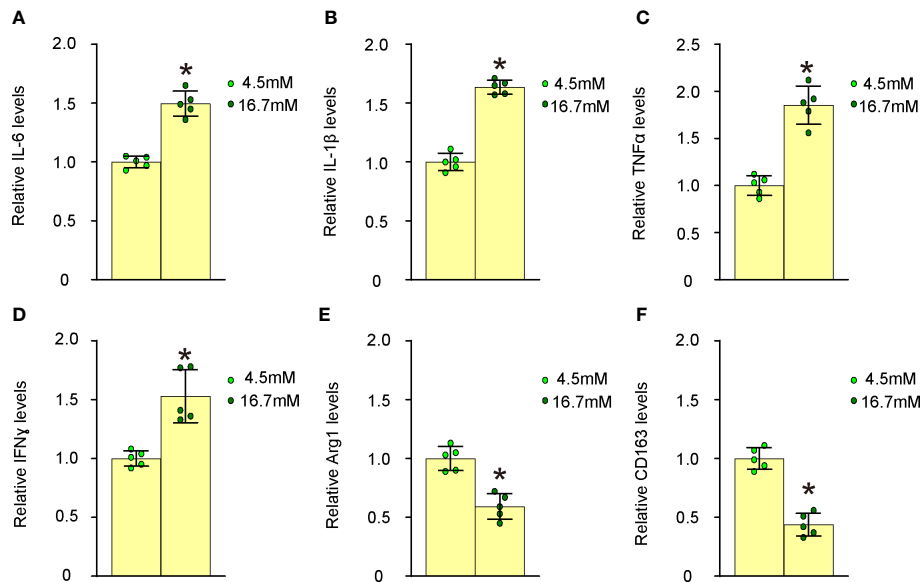 A
Relative IL-6 levels
2.0
1.5
1.0
0.5
0
*
4.5mM
16.7mM
B
Relative IL-1β levels
2.0
1.5
1.0
0.5
0
*
4.5mM
16.7mM
C
Relative TNFα levels
2.5
2.0
1.5
1.0
0.5
0
*
4.5mM
16.7mM
D
Relative IFNγ levels
2.0
1.5
1.0
0.5
0
*
4.5mM
16.7mM
E
Relative Arg1 levels
2.0
1.5
1.0
0.5
0
*
4.5mM
16.7mM
F
Relative CD163 levels
2.0
1.5
1.0
0.5
0
*
4.5mM
16.7mM